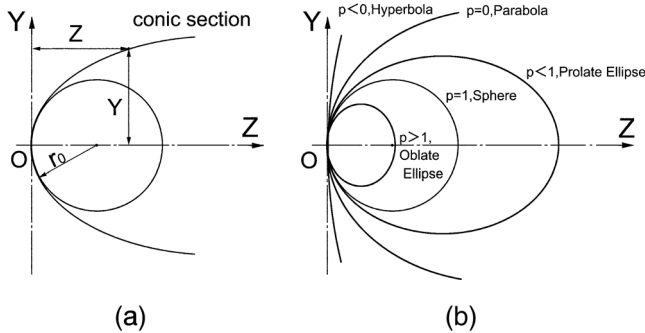 Y
Z
conic section
Y
Z
O
r0
(a)
p<0,Hyperbola
p=0,Parabola
Y
p<1,Prolate Ellipse
p=1,Sphere
Z
p>1,
Oblate
Ellipse
O
(b)